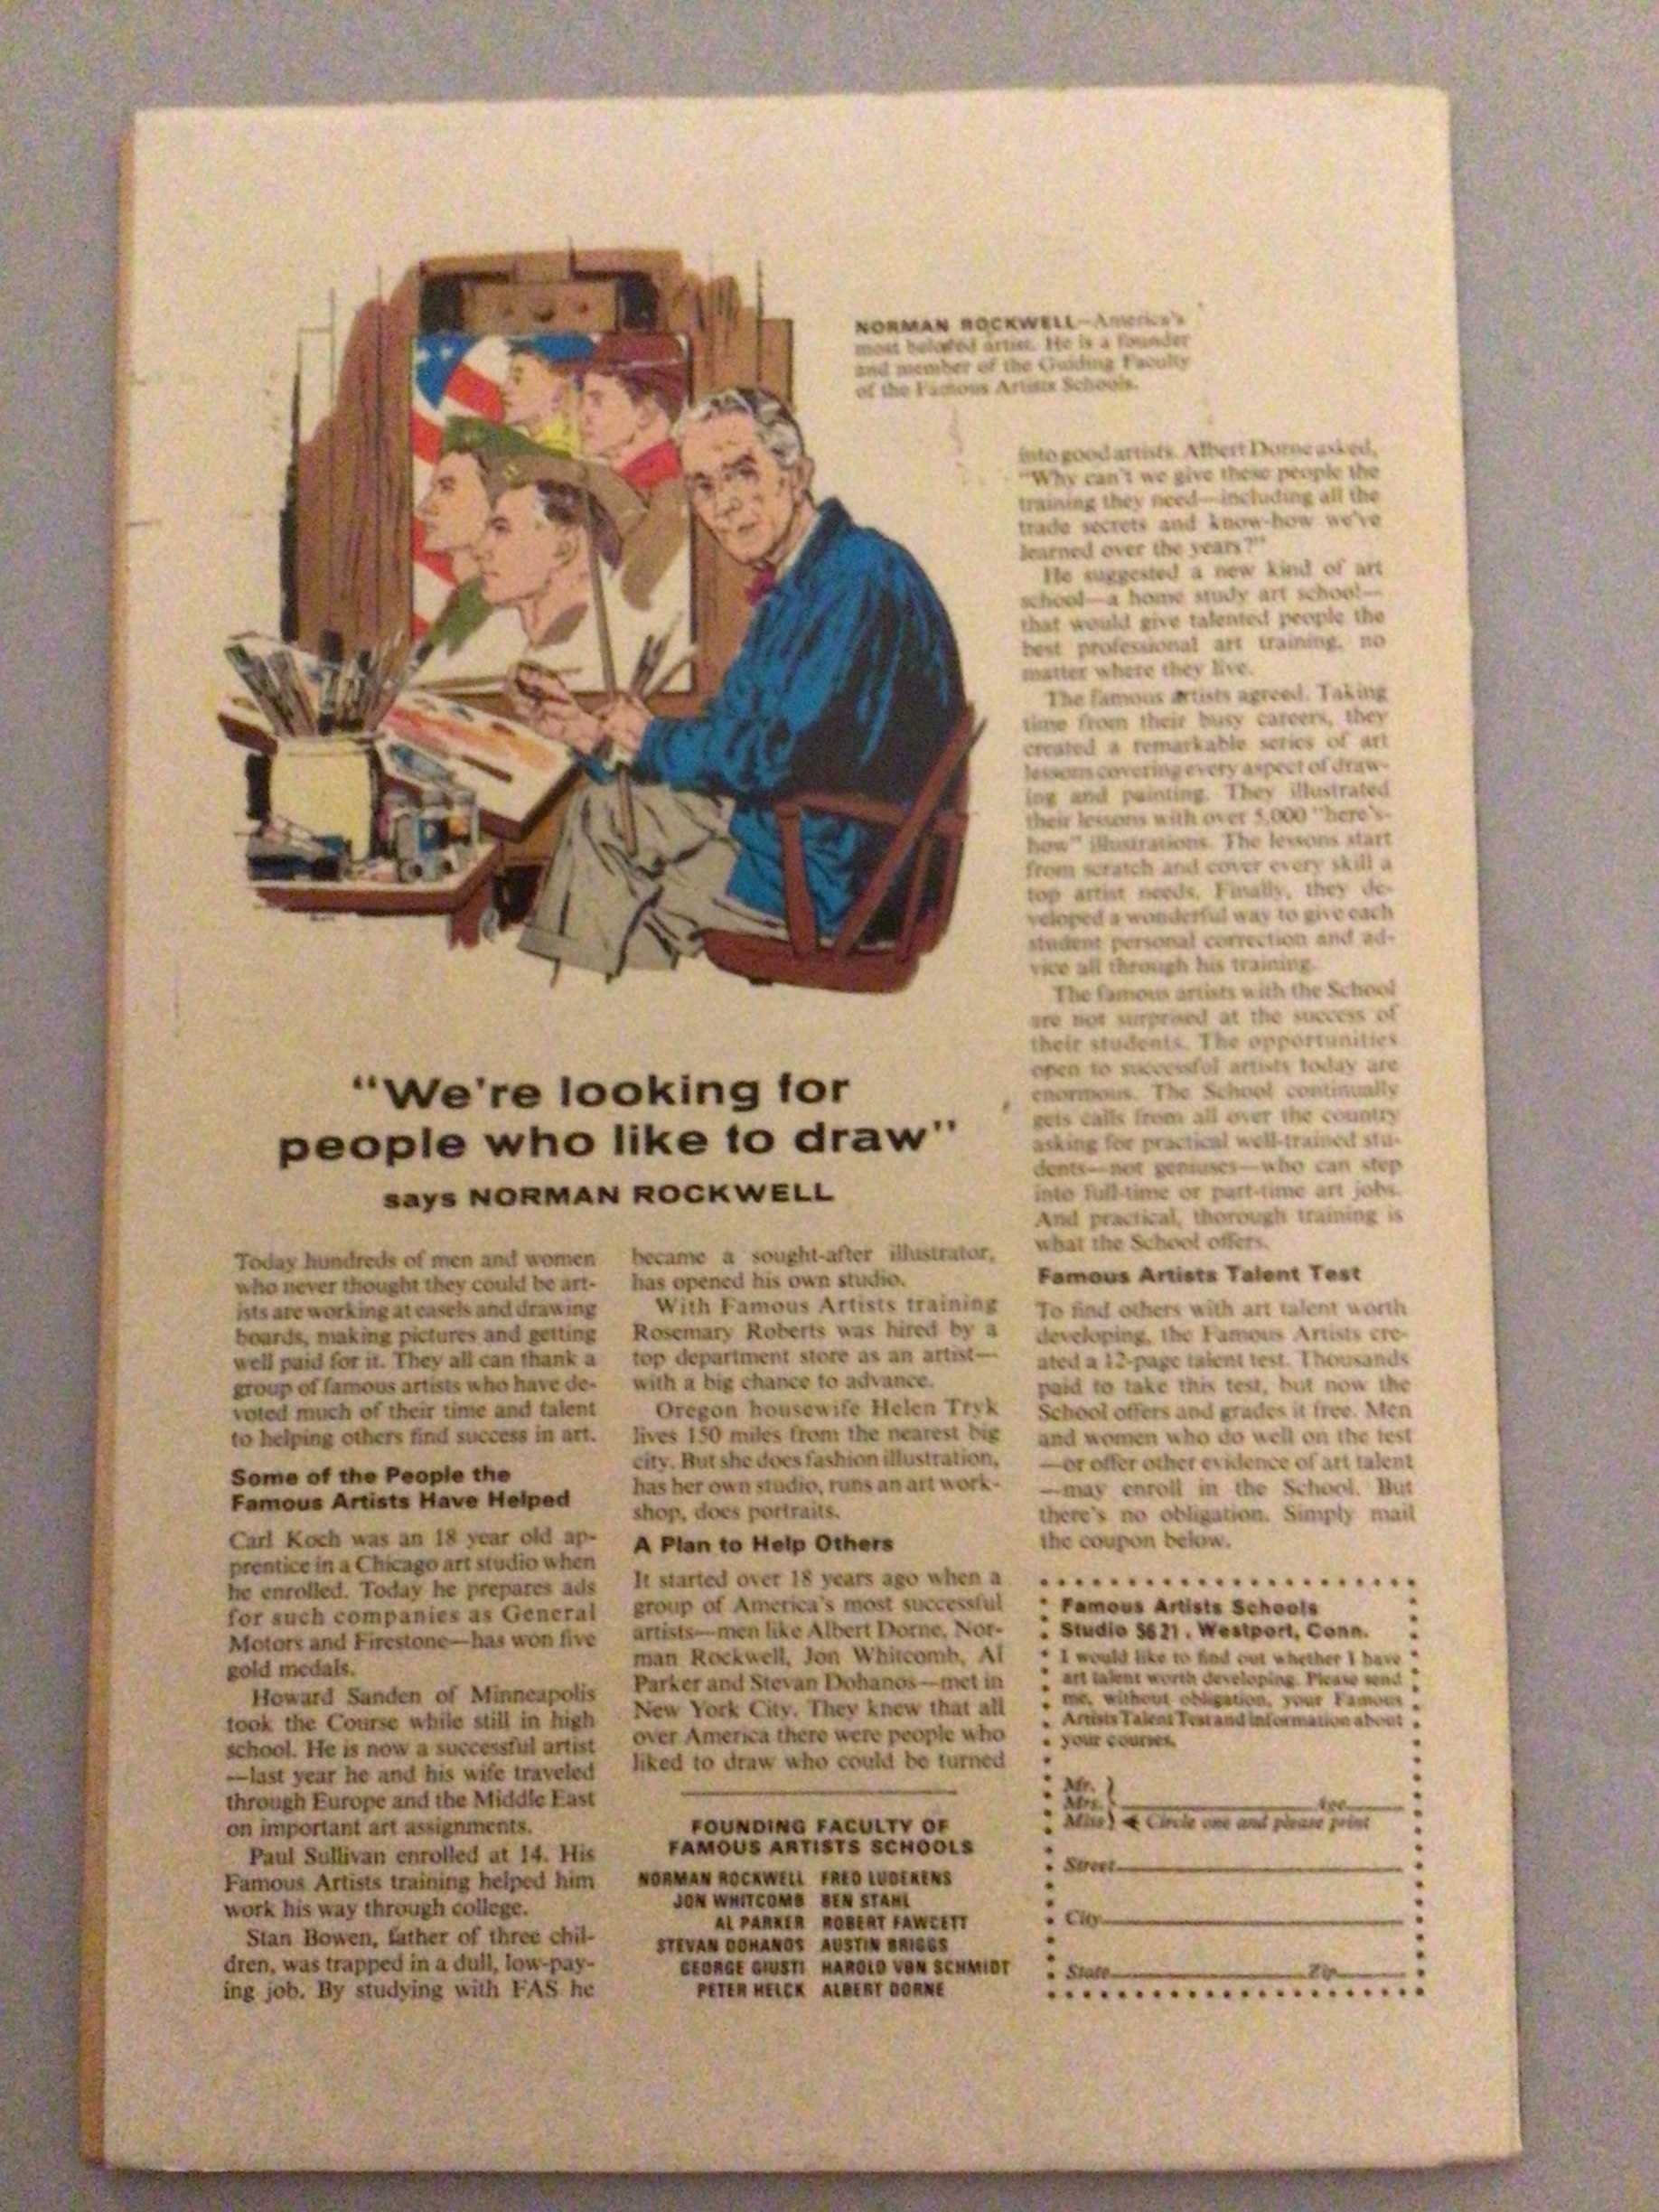 NORMAN ROCKWELL—America's
most beloved artist. He is a founder
and member of the Guiding Faculty
of the Famous Artists Schools.
"We're looking for
people who like to draw"
says NORMAN ROCKWELL
Today hundreds of men and women
who never thought they could be art-
ists are working at easels and drawing
boards, making pictures and getting
well paid for it. They all can thank a
group of famous artists who have de-
voted much of their time and talent
to helping others find success in art.
Some of the People the
Famous Artists Have Helped
Carl Koch was an 18 year old ap-
prentice in a Chicago art studio when
he enrolled. Today he prepares ads
for such companies as General
Motors and Firestone—has won five
gold medals.
Howard Sanden of Minneapolis
took the Course while still in high
school. He is now a successful artist
—last year he and his wife traveled
through Europe and the Middle East
on important art assignments.
Paul Sullivan enrolled at 14. His
Famous Artists training helped him
work his way through college.
Stan Bowen, father of three chil-
dren, was trapped in a dull, low-pay-
ing job. By studying with FAS he
became a sought-after illustrator,
has opened his own studio.
With Famous Artists training
Rosemary Roberts was hired by a
top department store as an artist—
with a big chance to advance.
Oregon housewife Helen Tryk
lives 150 miles from the nearest big
city. But she does fashion illustration,
has her own studio, runs an art work-
shop, does portraits.
A Plan to Help Others
It started over 18 years ago when a
group of America's most successful
artists—men like Albert Dorne, Nor-
man Rockwell, Jon Whitcomb, Al
Parker and Stevan Dohanos—met in
New York City. They knew that all
over America there were people who
liked to draw who could be turned
into good artists. Albert Dorne asked,
"Why can't we give these people the
training they need—including all the
trade secrets and know-how we've
learned over the years?"
He suggested a new kind of art
school—a home study art school—
that would give talented people the
best professional art training, no
matter where they live.
The famous artists agreed. Taking
time from their busy careers, they
created a remarkable series of art
lessons covering every aspect of draw-
ing and painting. They illustrated
their lessons with over 5,000 "here's-
how" illustrations. The lessons start
from scratch and cover every skill a
top artist needs. Finally, they de-
veloped a wonderful way to give each
student personal correction and ad-
vice all through his training.
The famous artists with the School
are not surprised at the success of
their students. The opportunities
open to successful artists today are
enormous. The School continually
gets calls from all over the country
asking for practical well-trained stu-
dents—not geniuses—who can step
into full-time or part-time art jobs.
And practical, thorough training is
what the School offers.
Famous Artists Talent Test
To find others with art talent worth
developing, the Famous Artists cre-
ated a 12-page talent test. Thousands
paid to take this test, but now the
School offers and grades it free. Men
and women who do well on the test
—or offer other evidence of art talent
—may enroll in the School. But
there's no obligation. Simply mail
the coupon below.
FOUNDING FACULTY OF
FAMOUS ARTISTS SCHOOLS
NORMAN ROCKWELL FRED LUDEKENS
JON WHITCOMB BEN STAHL
AL PARKER ROBERT FAWCETT
STEVAN DOHANOS AUSTIN BRIGGS
GEORGE GIUSTI HAROLD VON SCHMIDT
PETER HELCK ALBERT DORNE
Famous Artists Schools
Studio 5621, Westport, Conn.
I would like to find out whether I have
art talent worth developing. Please send
me, without obligation, your Famous
Artists Talent Test and information about
your courses.
Mr.
Mrs. Age
Miss Circle one and please print
Street
City
State Zip